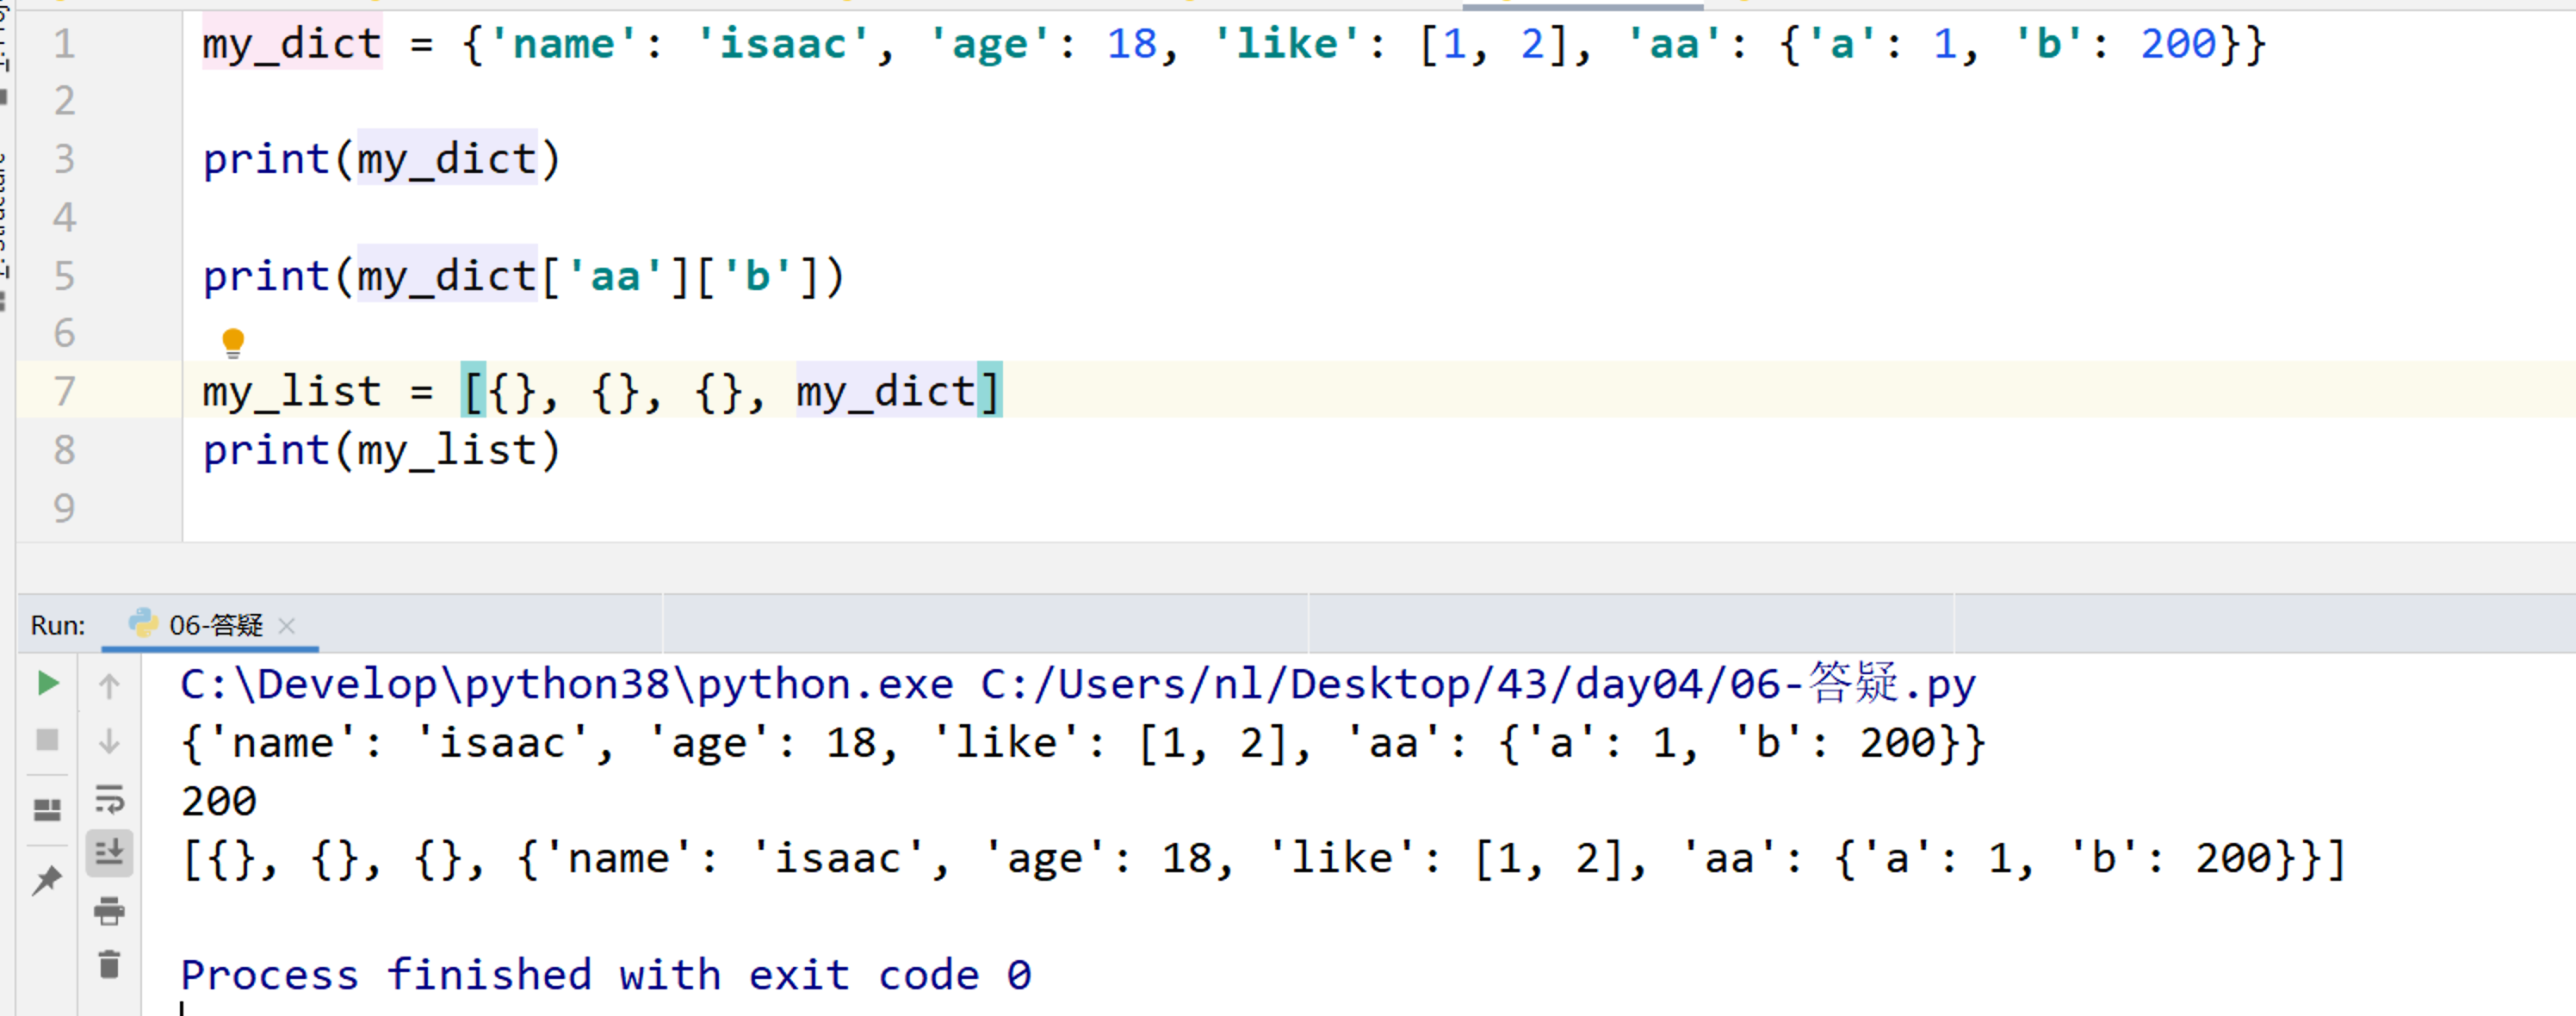 1 my_dict = {'name': 'isaac', 'age': 18, 'like': [1, 2], 'aa': {'a': 1, 'b': 200}}
2
3 print(my_dict)
4
5 print(my_dict['aa']['b'])
6
7 my_list = [{}, {}, {}, my_dict]
8 print(my_list)
9
Run: 06-答疑
C:\Develop\python38\python.exe C:/Users/nl/Desktop/43/day04/06-答疑.py
{'name': 'isaac', 'age': 18, 'like': [1, 2], 'aa': {'a': 1, 'b': 200}}
200
[{}, {}, {}, {'name': 'isaac', 'age': 18, 'like': [1, 2], 'aa': {'a': 1, 'b': 200}}]
Process finished with exit code 0